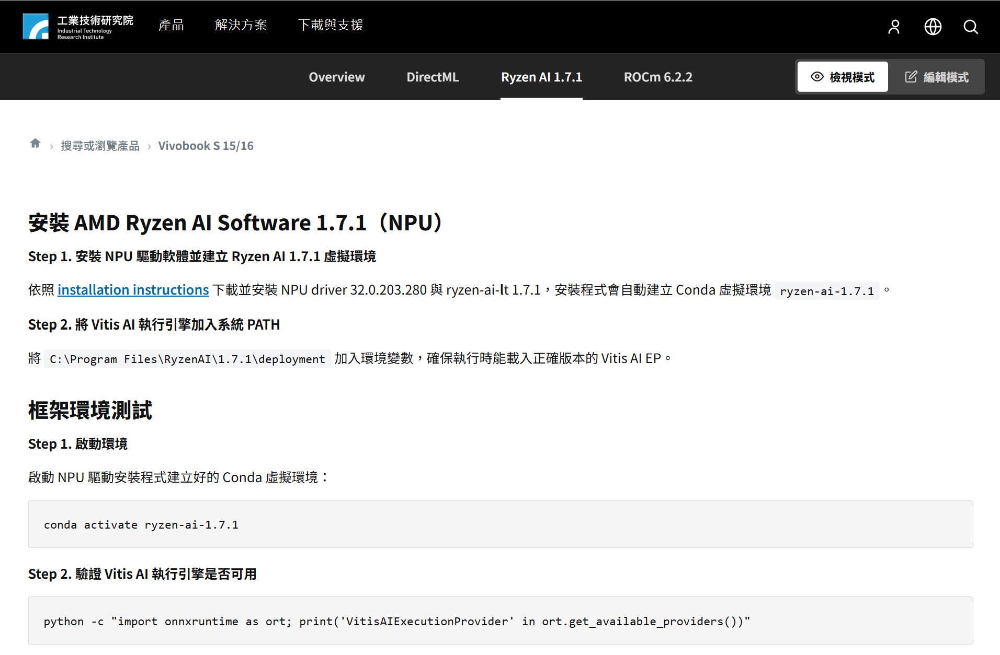 工業技術研究院
Industrial Technology
Research Institute
產品
解決方案
下載與支援
Overview
DirectML
Ryzen AI 1.7.1
ROCm 6.2.2
檢視模式
編輯模式
› 搜尋或瀏覽產品 › Vivobook S 15/16
安裝 AMD Ryzen AI Software 1.7.1（NPU）
Step 1. 安裝 NPU 驅動軟體並建立 Ryzen AI 1.7.1 虛擬環境
依照 installation instructions 下載並安裝 NPU driver 32.0.203.280 與 ryzen-ai-lt 1.7.1，安裝程式會自動建立 Conda 虛擬環境 ryzen-ai-1.7.1 。
Step 2. 將 Vitis AI 執行引擎加入系統 PATH
將 C:\Program Files\RyzenAI\1.7.1\deployment 加入環境變數，確保執行時能載入正確版本的 Vitis AI EP。
框架環境測試
Step 1. 啟動環境
啟動 NPU 驅動安裝程式建立好的 Conda 虛擬環境：
conda activate ryzen-ai-1.7.1
Step 2. 驗證 Vitis AI 執行引擎是否可用
python -c "import onnxruntime as ort; print('VitisAIExecutionProvider' in ort.get_available_providers())"